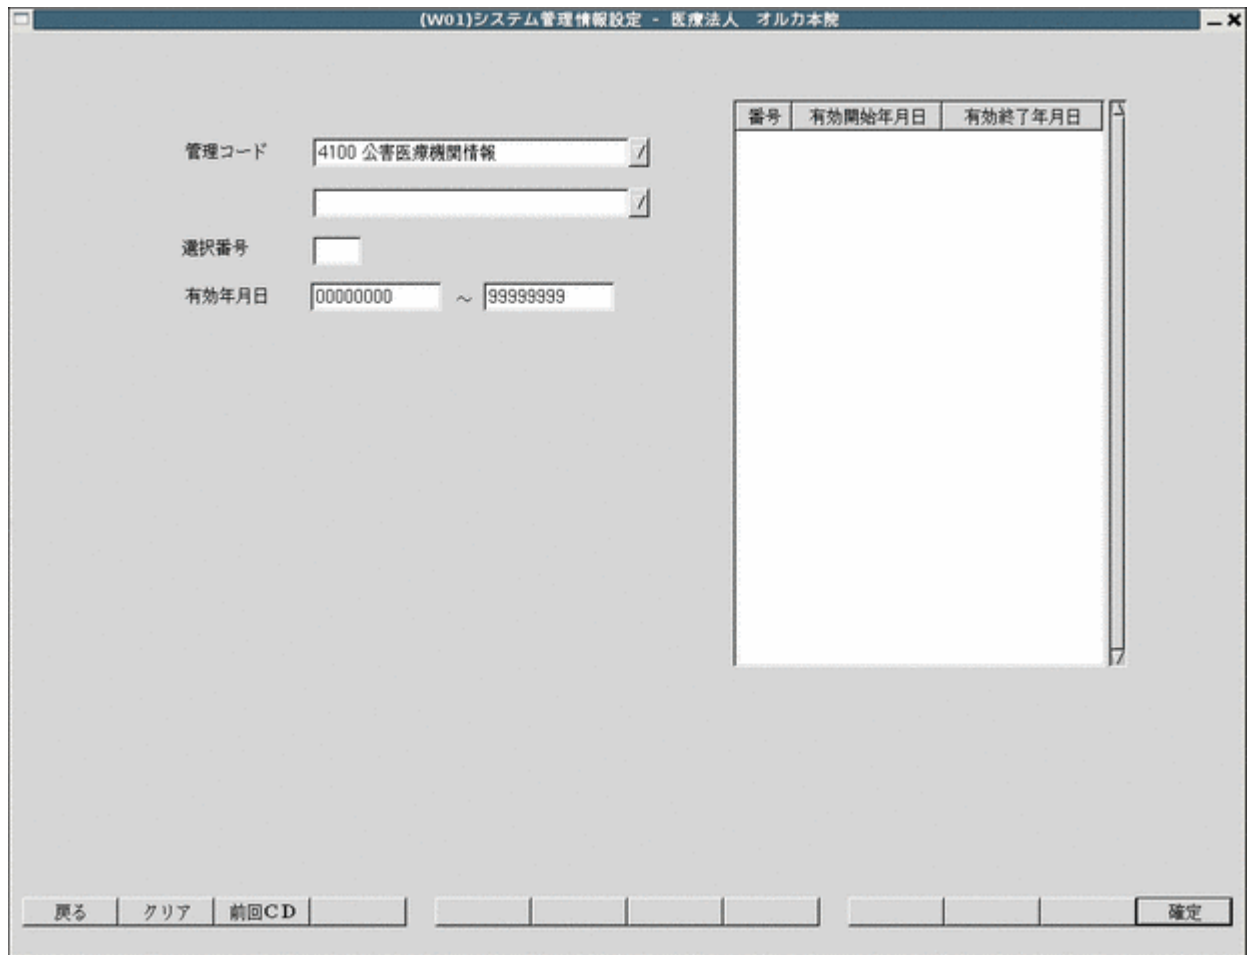 (W01)システム管理情報設定 - 医療法人　オルカ本院
番号 有効開始年月日 有効終了年月日
管理コード 4100 公害医療機関情報
選択番号
有効年月日 00000000 ～ 99999999
戻る クリア 前回CD 確定